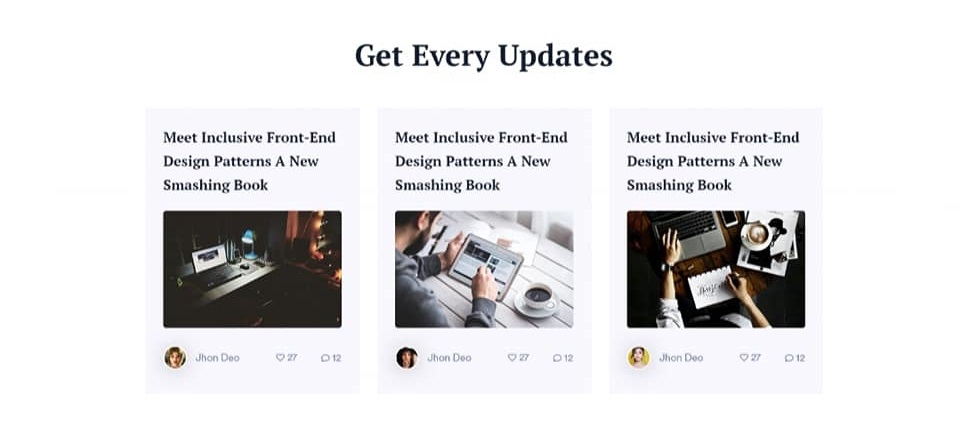 Get Every Updates
Meet Inclusive Front-End
Design Patterns A New
Smashing Book
Jhon Deo
27
12
Meet Inclusive Front-End
Design Patterns A New
Smashing Book
Jhon Deo
27
12
Meet Inclusive Front-End
Design Patterns A New
Smashing Book
Jhon Deo
27
12